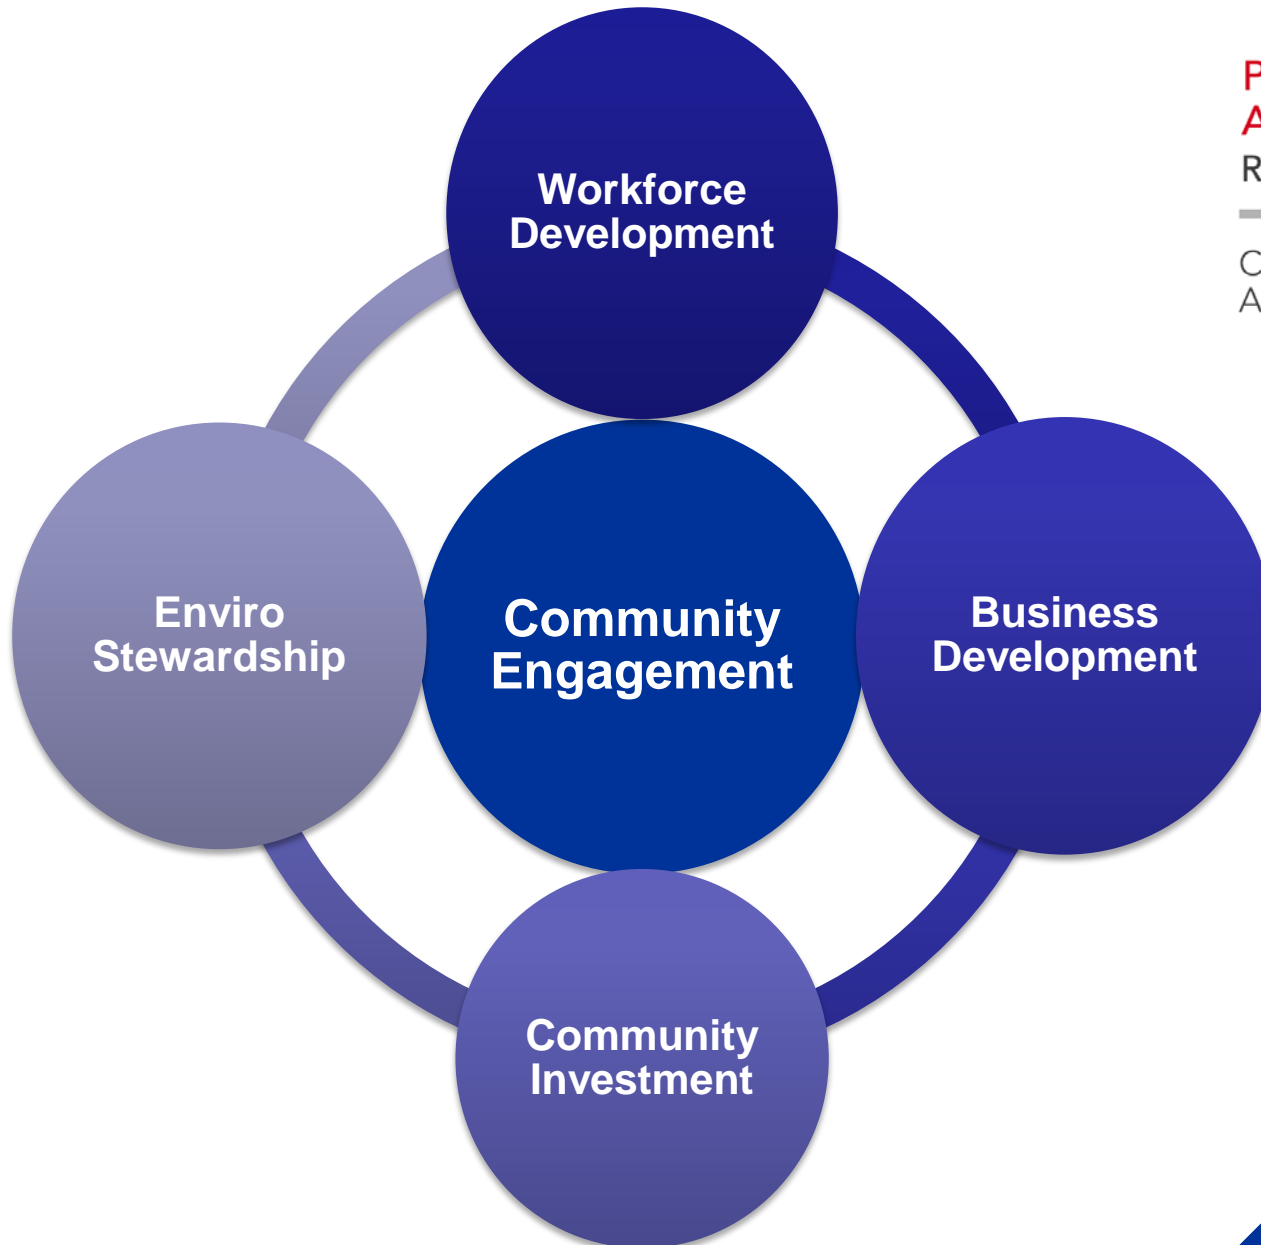 Workforce
Development
Enviro
Stewardship
Community
Engagement
Business
Development
Community
Investment